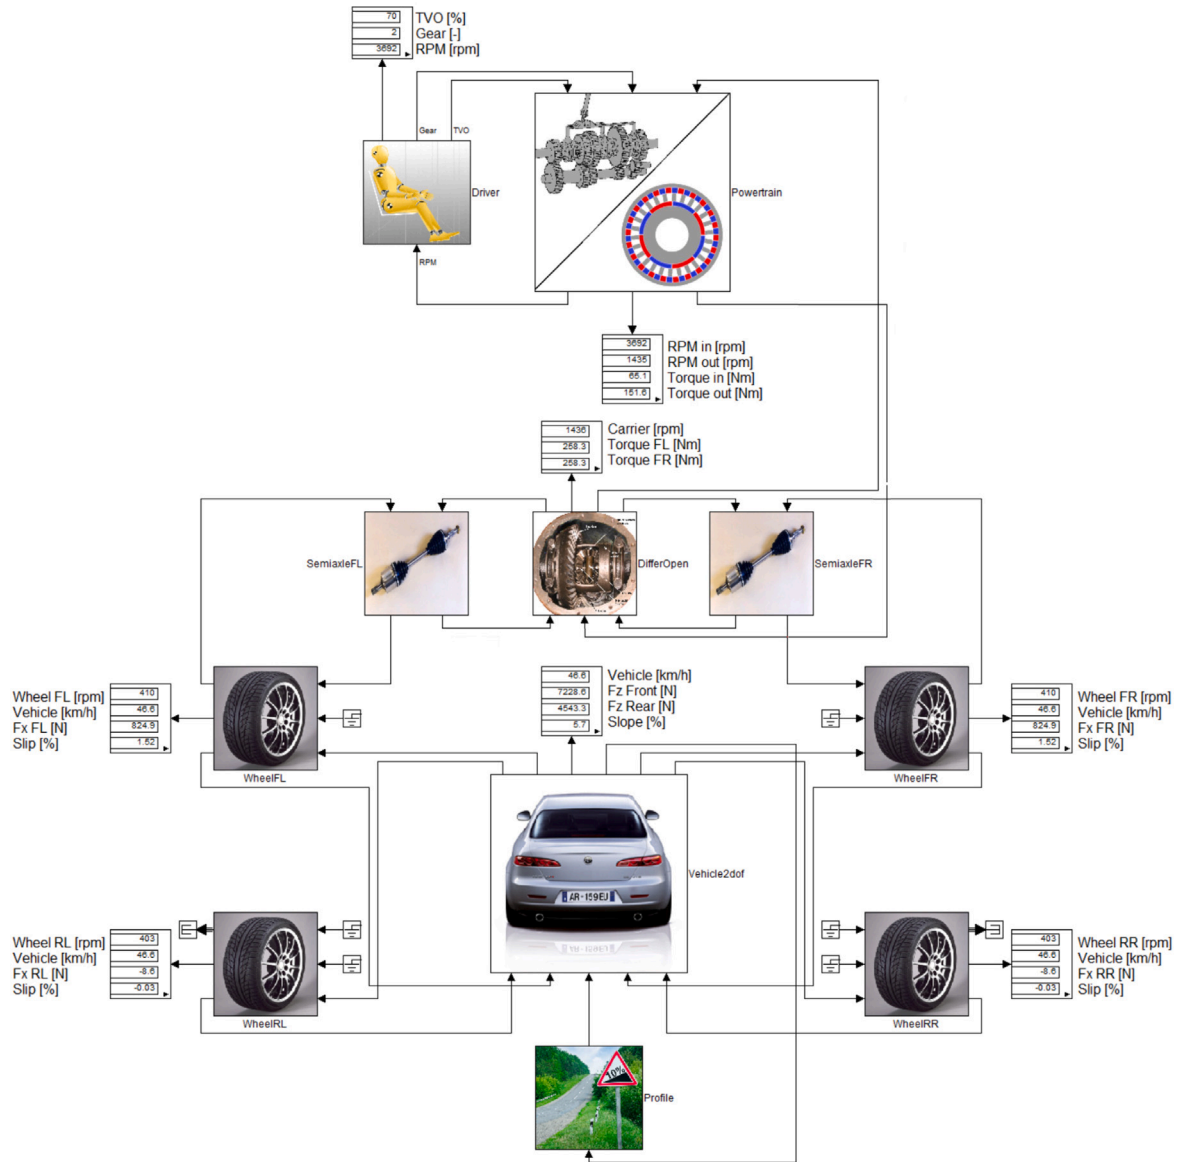 70 TVO [%]
2 Gear [-]
3692 RPM [rpm]
Gear TVO
Driver
Powertrain
RPM
3692 RPM in [rpm]
1435 RPM out [rpm]
65.1 Torque in [Nm]
151.6 Torque out [Nm]
1436 Carrier [rpm]
258.3 Torque FL [Nm]
258.3 Torque FR [Nm]
SemiaxleFL
DifferOpen
SemiaxleFR
46.6 Vehicle [km/h]
7228.6 Fz Front [N]
4543.3 Fz Rear [N]
5.7 Slope [%]
Wheel FL [rpm] 410
Vehicle [km/h] 46.6
Fx FL [N] 824.9
Slip [%] 1.52
WheelFL
410 Wheel FR [rpm]
46.6 Vehicle [km/h]
824.9 Fx FR [N]
1.52 Slip [%]
WheelFR
Vehicle2dof
AR-159EU
Wheel RL [rpm] 403
Vehicle [km/h] 46.6
Fx RL [N] -8.6
Slip [%] -0.03
WheelRL
403 Wheel RR [rpm]
46.6 Vehicle [km/h]
-8.6 Fx RR [N]
-0.03 Slip [%]
WheelRR
10%
Profile